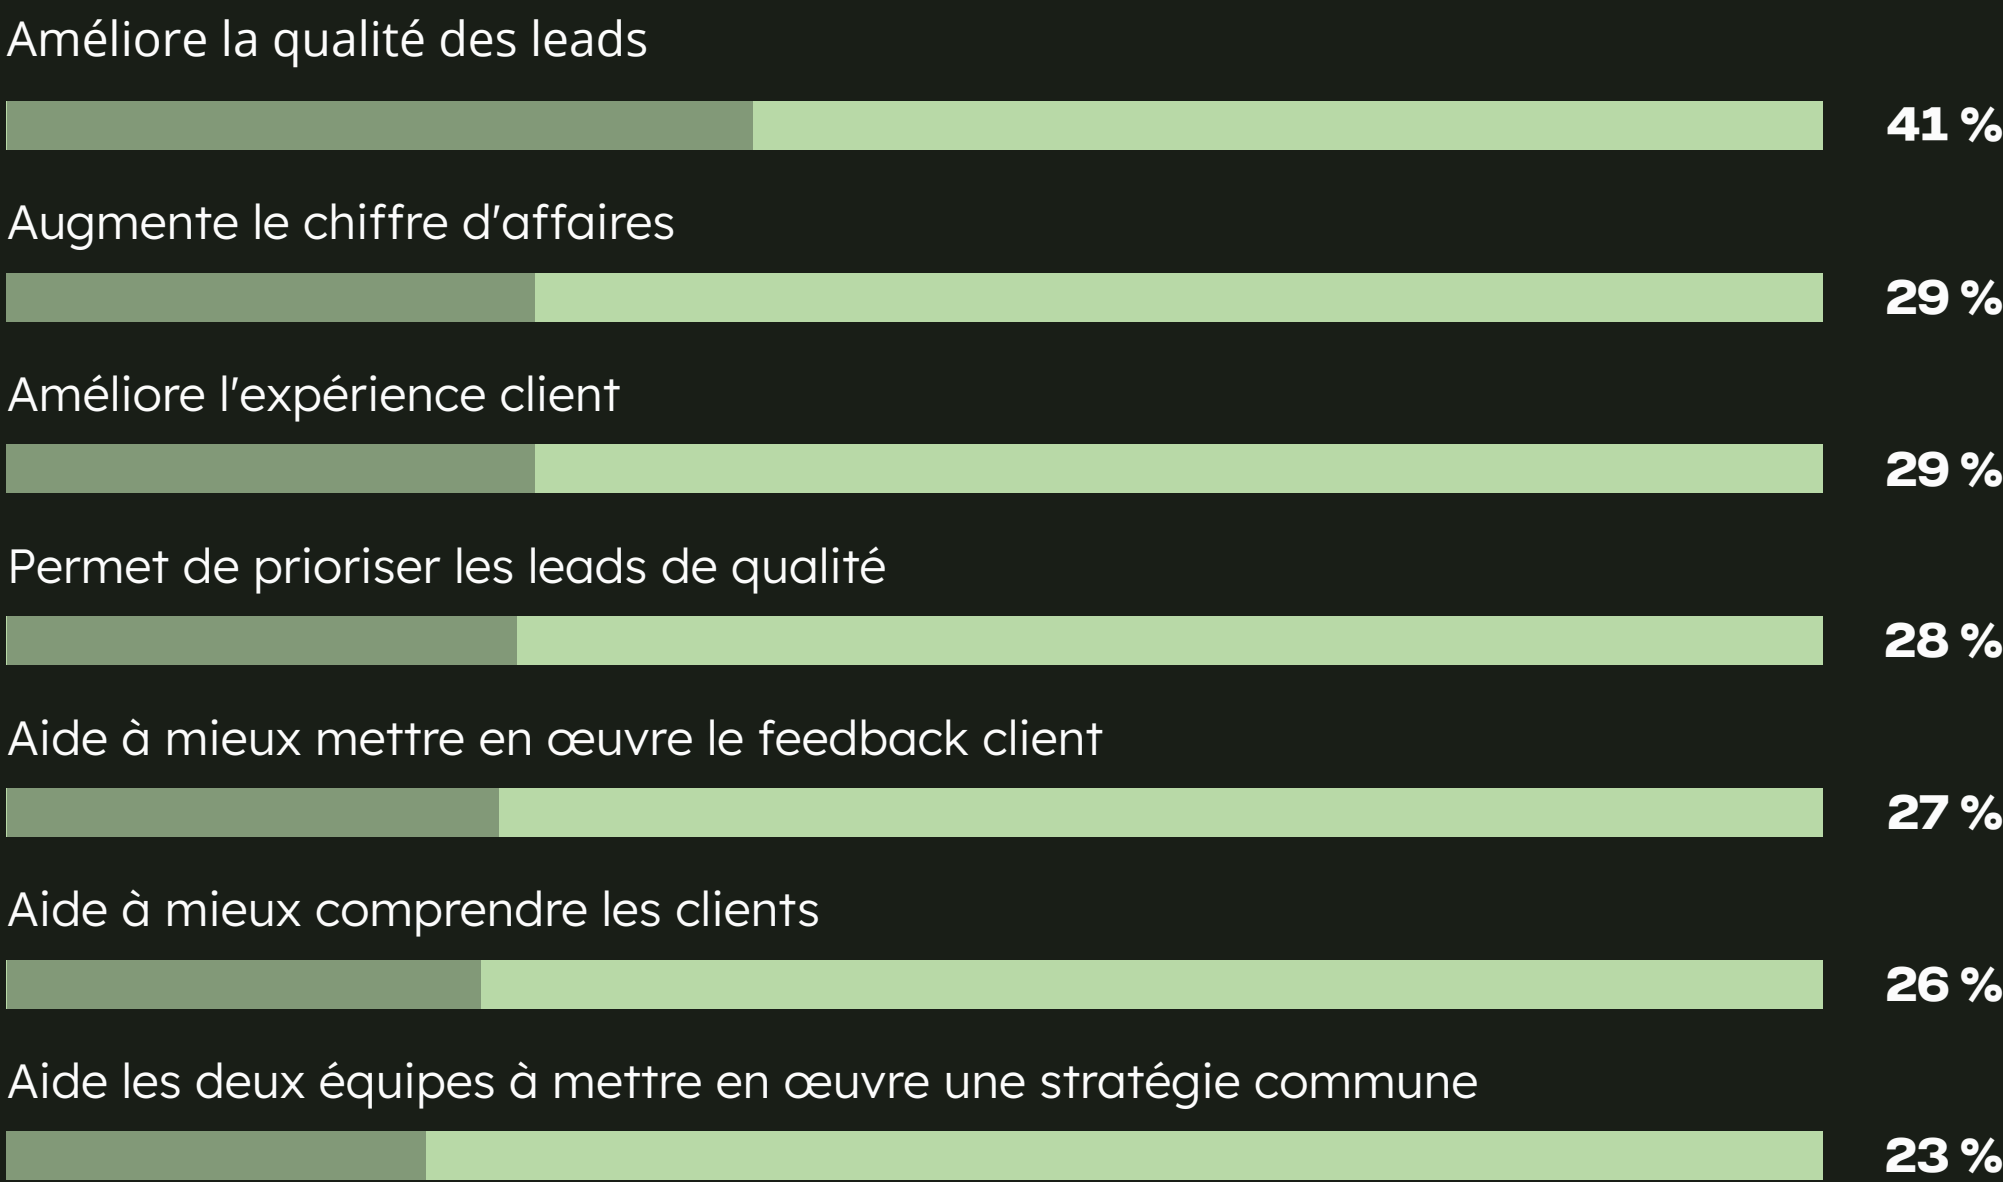 Améliore la qualité des leads
41 %
Augmente le chiffre d'affaires
29 %
Améliore l'expérience client
29 %
Permet de prioriser les leads de qualité
28 %
Aide à mieux mettre en œuvre le feedback client
27 %
Aide à mieux comprendre les clients
26 %
Aide les deux équipes à mettre en œuvre une stratégie commune
23 %